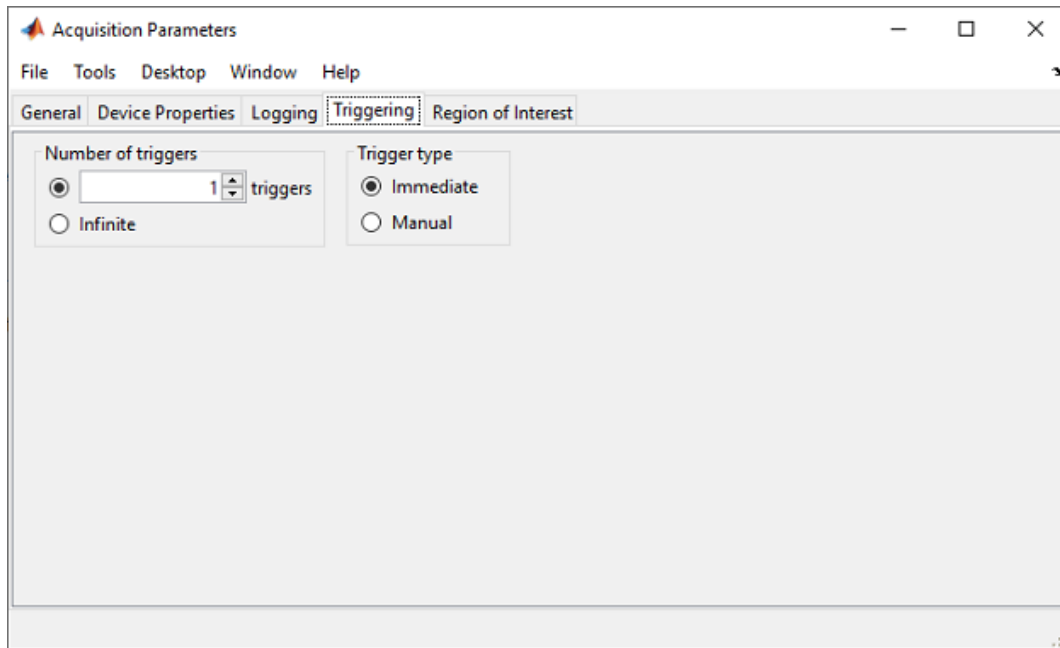 Acquisition Parameters
File Tools Desktop Window Help
General Device Properties Logging Triggering Region of Interest
Number of triggers Trigger type
1 triggers Immediate
Infinite Manual